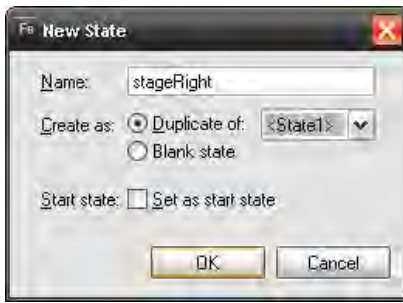 Fb New State
Name: stageRight
Create as: Duplicate of: <State1>
Blank state
Start state: Set as start state
OK Cancel